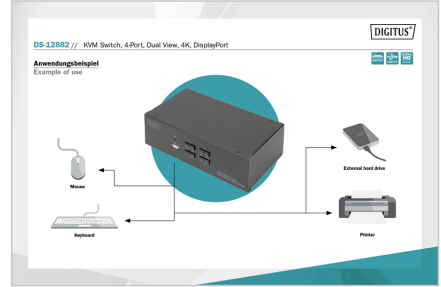 DIGITUS®
DS-12882 // KVM Switch, 4-Port, Dual View, 4K, DisplayPort
Anwendungsbeispiel
Example of use
Mouse
External hard drive
Keyboard
Printer